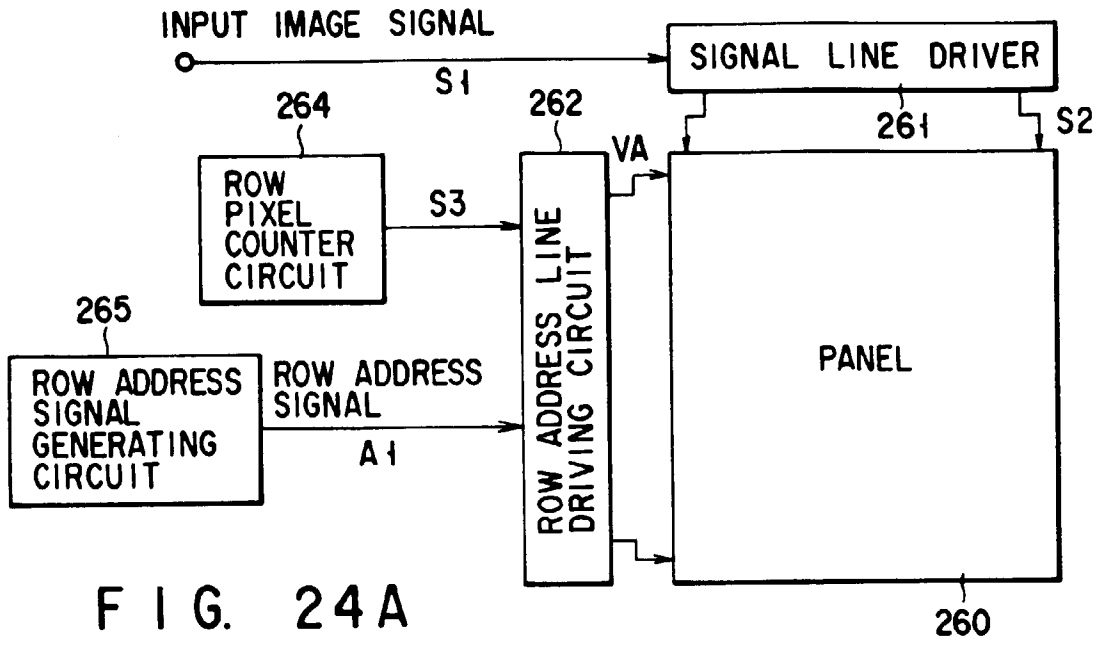 INPUT IMAGE SIGNAL
S1
SIGNAL LINE DRIVER
261
S2
264
262
VA
ROW
PIXEL
COUNTER
CIRCUIT
S3
265
ROW ADDRESS
SIGNAL
GENERATING
CIRCUIT
ROW ADDRESS
SIGNAL
A1
ROW ADDRESS LINE
DRIVING CIRCUIT
PANEL
260
FIG. 24A